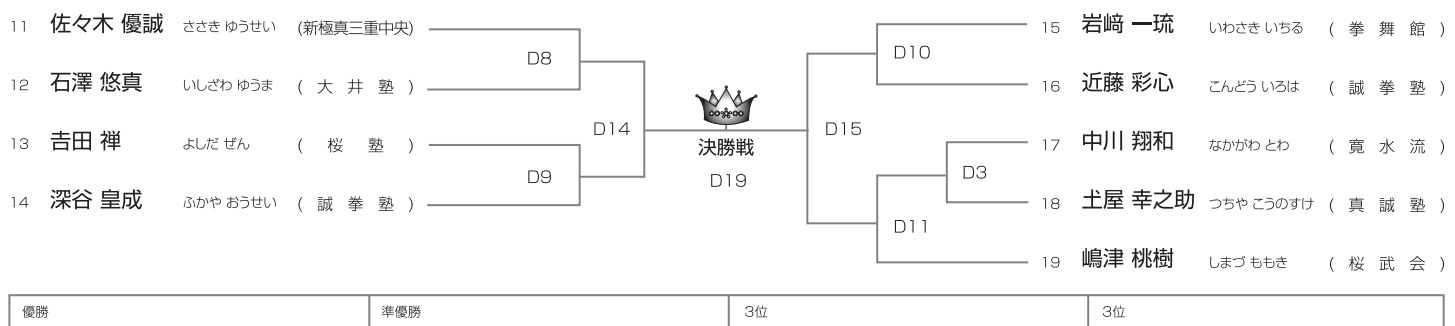 11 佐々木 優誠 ささき ゆうせい (新極真三重中央)
D8
12 石澤 悠真 いしざわ ゆうま ( 大 井 塾 )
D14
13 𠮷田 禅 よしだ ぜん ( 桜 塾 )
D9
14 深谷 皇成 ふかや おうせい ( 誠 拳 塾 )
決勝戦
D19
15 岩﨑 一琉 いわさき いちる ( 拳 舞 館 )
D10
16 近藤 彩心 こんどう いろは ( 誠 拳 塾 )
D15
17 中川 翔和 なかがわ とわ ( 寛 水 流 )
D3
18 𡈽屋 幸之助 つちや こうのすけ ( 真 誠 塾 )
D11
19 嶋津 桃樹 しまづ ももき ( 桜 武 会 )
優勝 準優勝 3位 3位